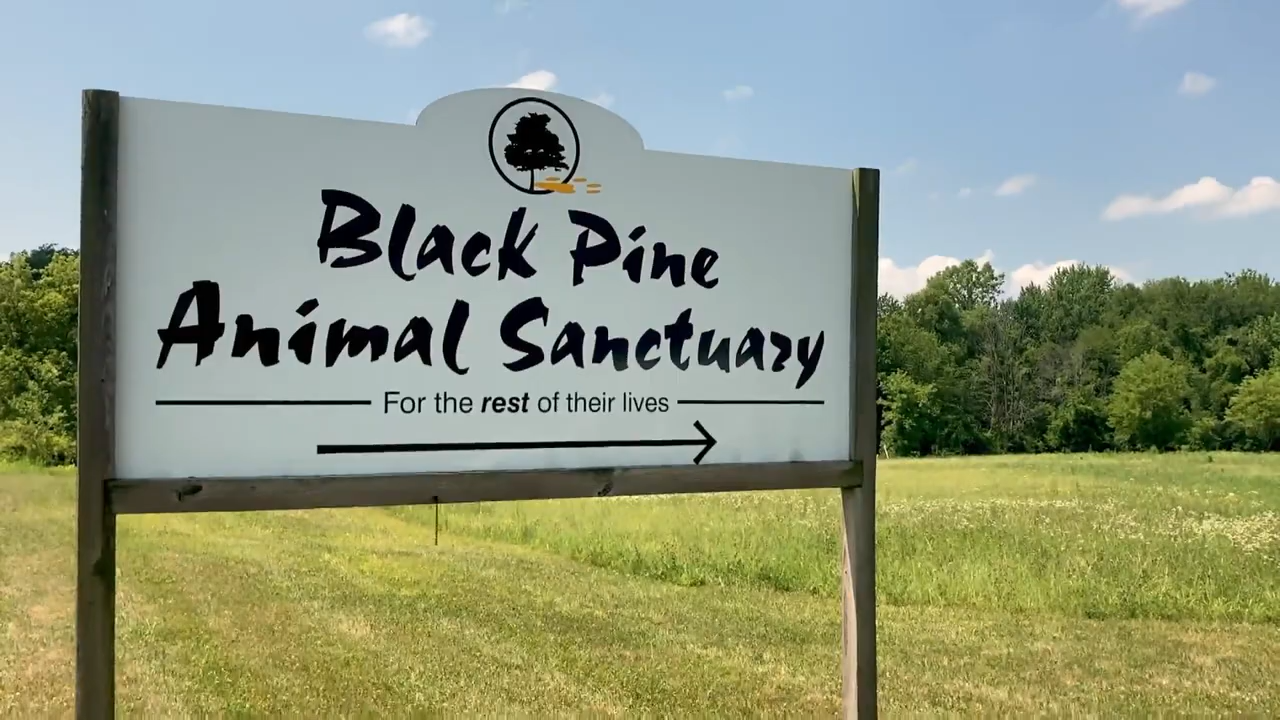 Black Pine
Animal Sanctuary
For the rest of their lives